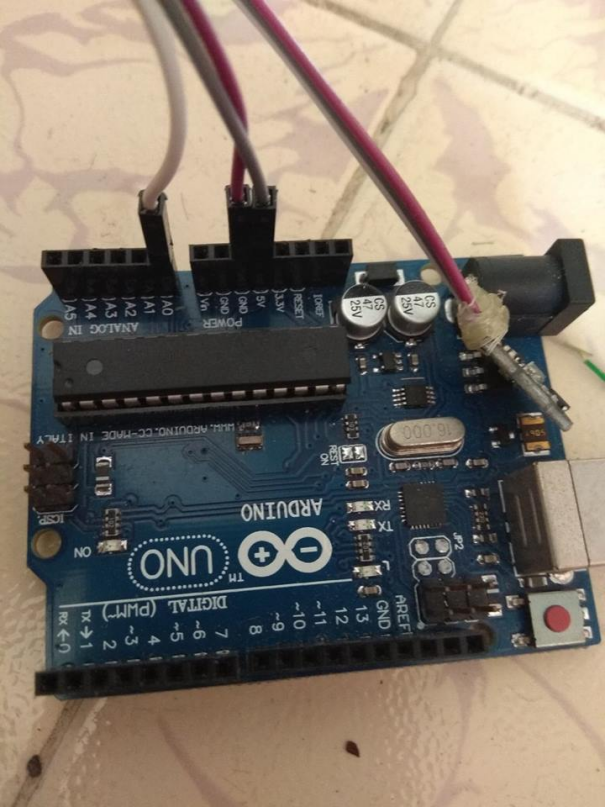 A5
A4
A3
A2
A1
A0
ANALOG IN
Vin
GND
GND
5V
3.3V
RESET
IOREF
POWER
CS
47
25V
CS
47
25V
WWW.ARDUINO.CC-MADE IN ITALY
16.000
ICSP
ON
ARDUINO
UNO
TM
RX
TX
L
JP2
DIGITAL (PWM~)
RX←0
TX→1
2
~3
4
~5
~6
7
8
~9
~10
~11
12
13
GND
AREF